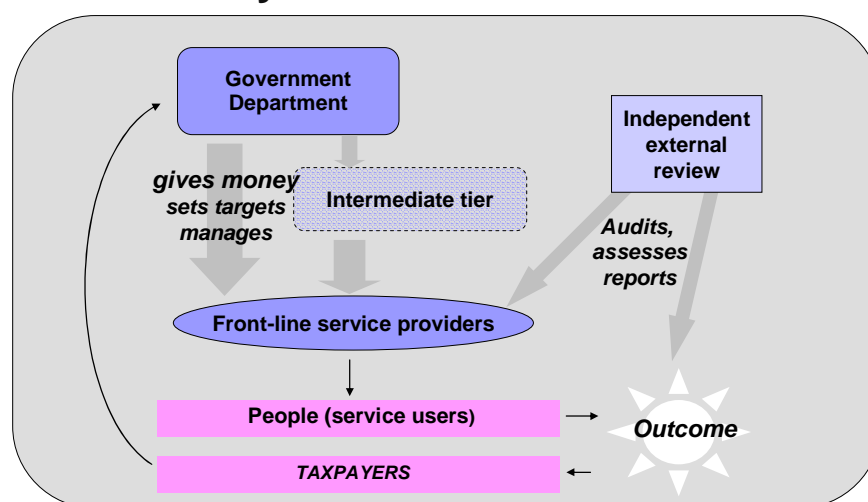 Government
Department
Independent
external
review
gives money
sets targets
manages
Intermediate tier
Audits,
assesses
reports
Front-line service providers
People (service users)
Outcome
TAXPAYERS